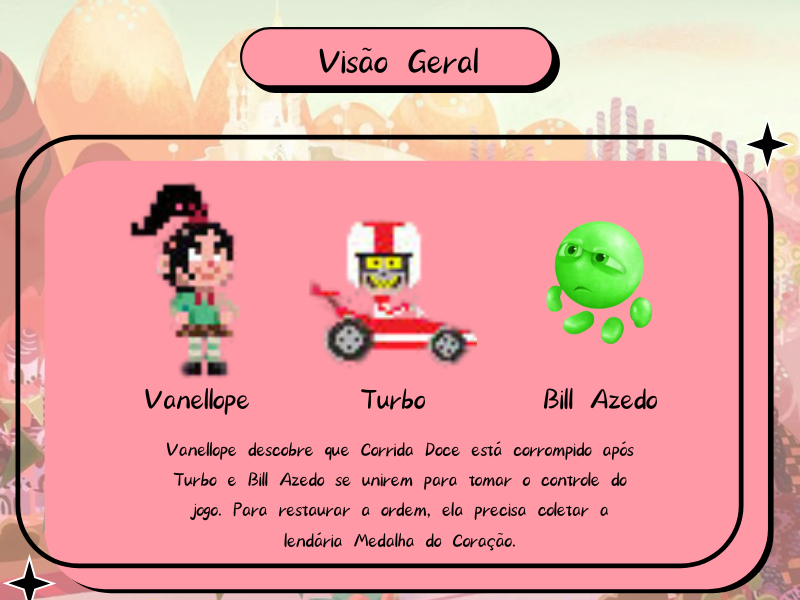 Visão Geral
Vanellope
Turbo
Bill Azedo
Vanellope descobre que Corrida Doce está corrompido após
Turbo e Bill Azedo se unirem para tomar o controle do
jogo. Para restaurar a ordem, ela precisa coletar a
lendária Medalha do Coração.